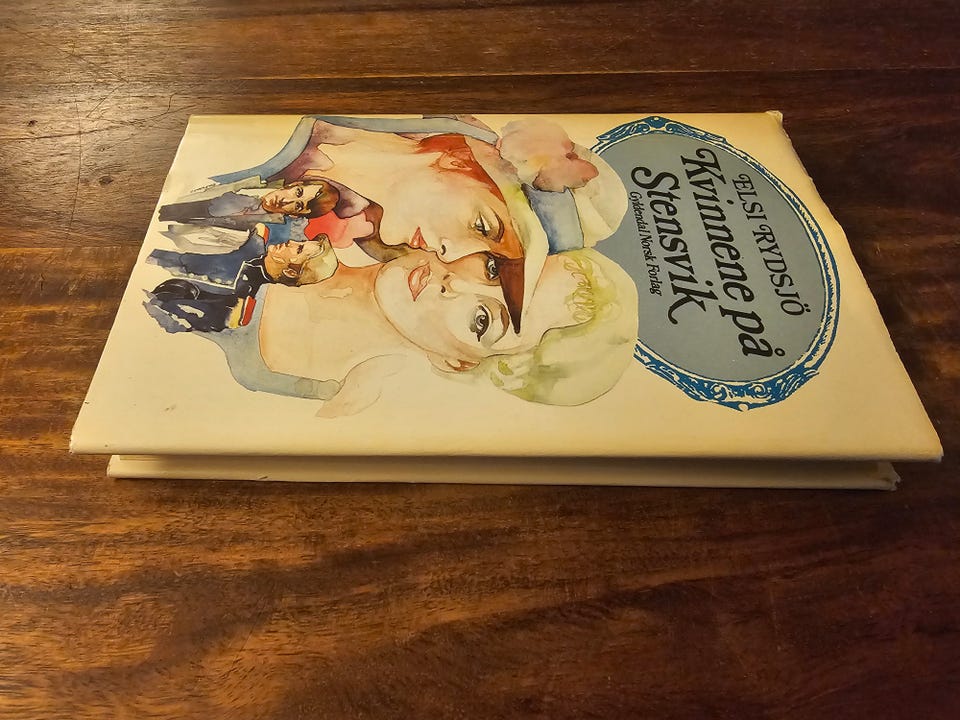 ELSI RYDSJÖ
Kvinnene på
Stensvik
Gyldendal Norsk Forlag